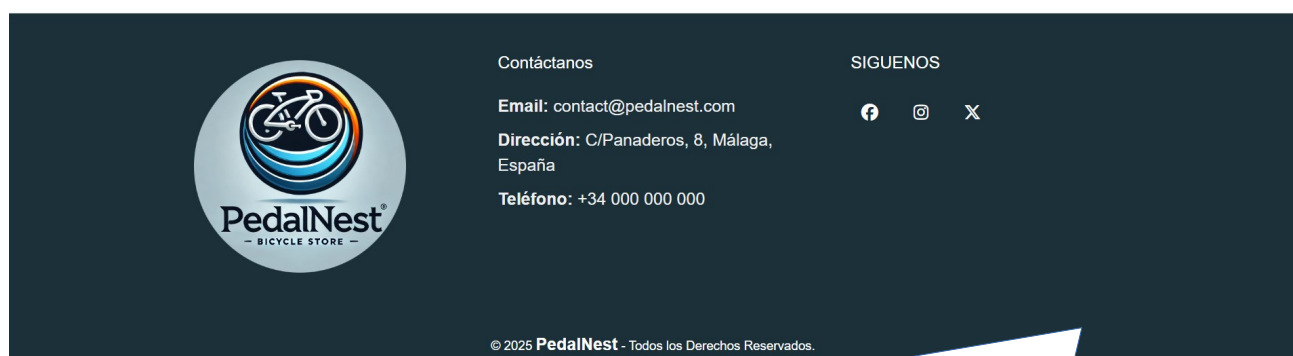 PedalNest®
– BICYCLE STORE –
Contáctanos
Email: contact@pedalnest.com
Dirección: C/Panaderos, 8, Málaga,
España
Teléfono: +34 000 000 000
SIGUENOS
© 2025 PedalNest - Todos los Derechos Reservados.